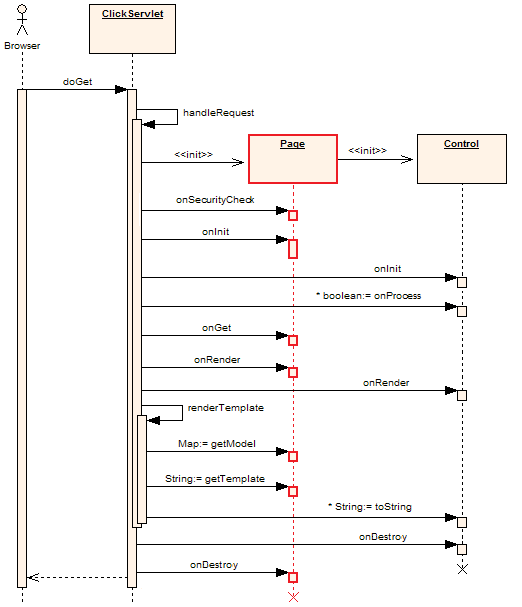 ClickServlet
Browser
doGet
handleRequest
Page
Control
<<init>>
<<init>>
onSecurityCheck
onInit
onInit
* boolean:= onProcess
onGet
onRender
onRender
renderTemplate
Map:= getModel
String:= getTemplate
* String:= toString
onDestroy
onDestroy